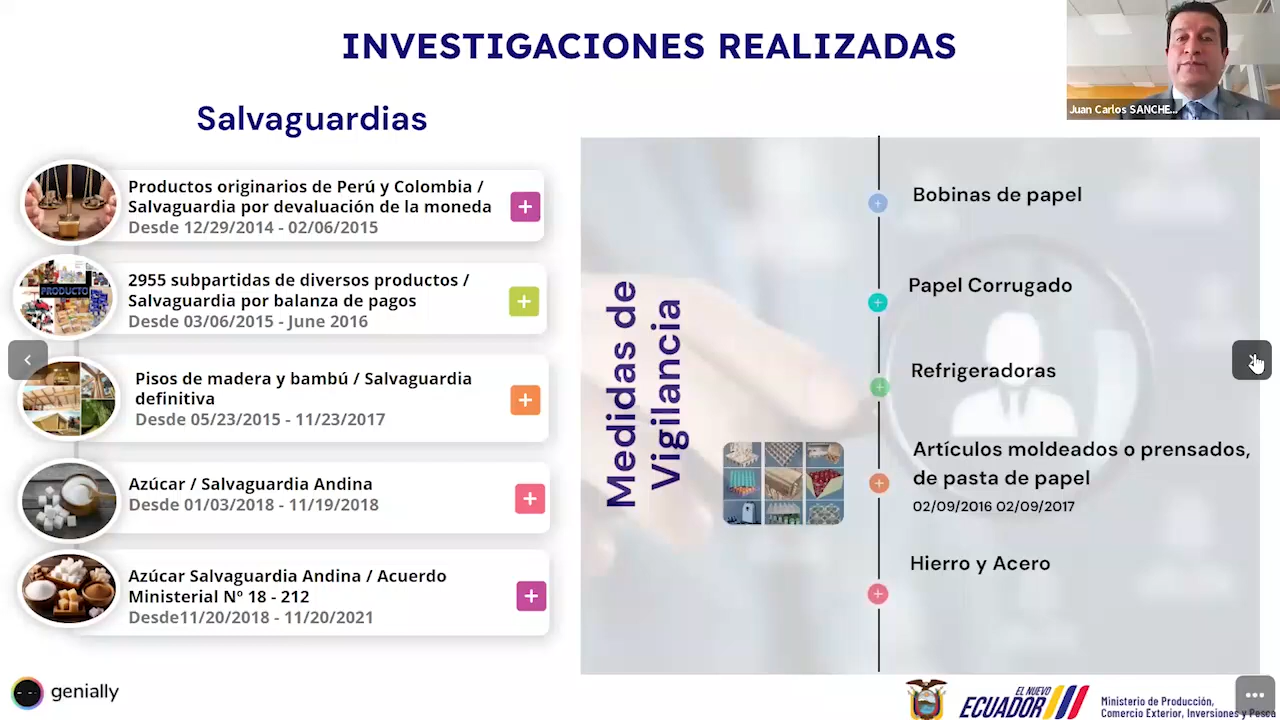 INVESTIGACIONES REALIZADAS
Juan Carlos SANCHE...
Salvaguardias
Productos originarios de Perú y Colombia /
Salvaguardia por devaluación de la moneda
Desde 12/29/2014 - 02/06/2015
PRODUCTO
2955 subpartidas de diversos productos /
Salvaguardia por balanza de pagos
Desde 03/06/2015 - June 2016
Pisos de madera y bambú / Salvaguardia
definitiva
Desde 05/23/2015 - 11/23/2017
Azúcar / Salvaguardia Andina
Desde 01/03/2018 - 11/19/2018
Azúcar Salvaguardia Andina / Acuerdo
Ministerial Nº 18 - 212
Desde11/20/2018 - 11/20/2021
Medidas de
Vigilancia
Bobinas de papel
Papel Corrugado
Refrigeradoras
Artículos moldeados o prensados,
de pasta de papel
02/09/2016 02/09/2017
Hierro y Acero
genially
EL NUEVO
ECUADOR
Ministerio de Producción,
Comercio Exterior, Inversiones y Pesca